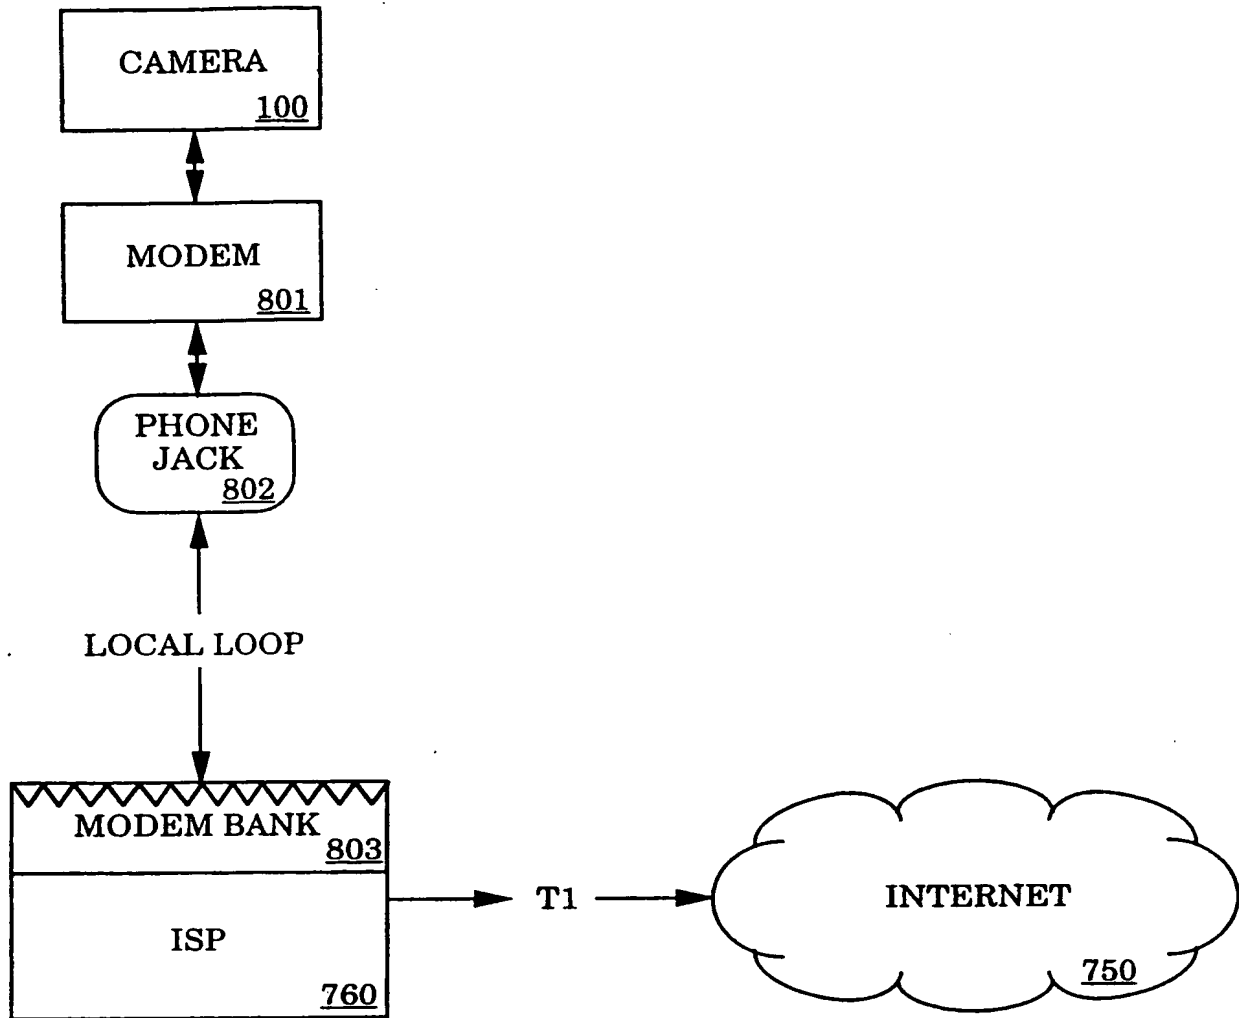 CAMERA
100
MODEM
801
PHONE
JACK
802
LOCAL LOOP
MODEM BANK
803
ISP
760
T1
INTERNET
750